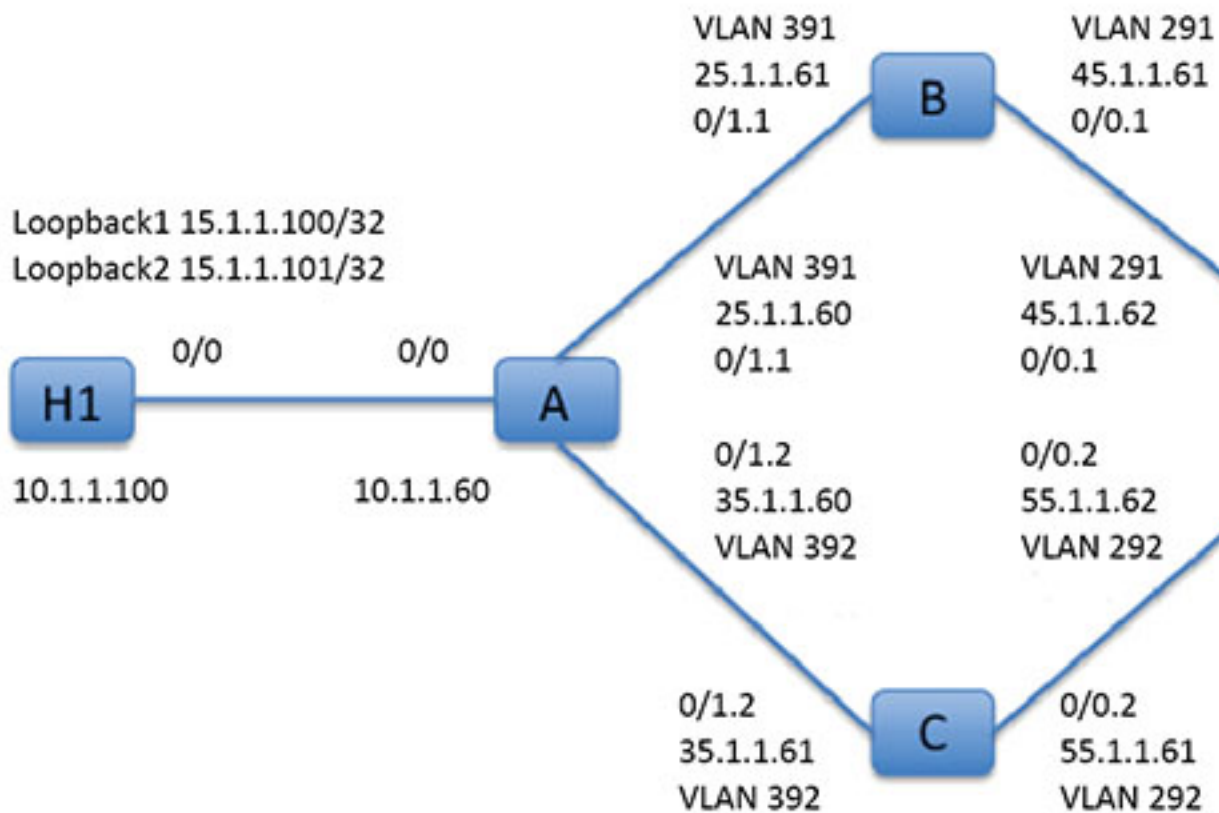 VLAN 391
25.1.1.61
0/1.1
B
VLAN 291
45.1.1.61
0/0.1
Loopback1 15.1.1.100/32
Loopback2 15.1.1.101/32
0/0
0/0
H1
A
10.1.1.100
10.1.1.60
VLAN 391
25.1.1.60
0/1.1
VLAN 291
45.1.1.62
0/0.1
0/1.2
35.1.1.60
VLAN 392
0/0.2
55.1.1.62
VLAN 292
0/1.2
35.1.1.61
VLAN 392
C
0/0.2
55.1.1.61
VLAN 292